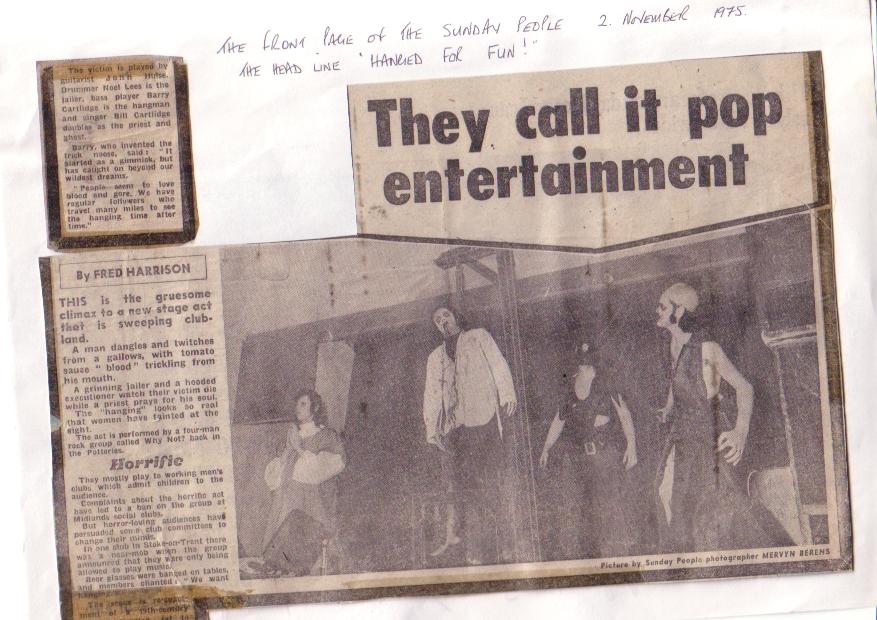 THE FRONT PAGE OF THE SUNDAY PEOPLE 2. NOVEMBER 1975.
THE HEAD LINE 'HANGED FOR FUN!"
They call it pop
entertainment
By FRED HARRISON
THIS is the gruesome
climax to a new stage act
that is sweeping club-
land.
A man dangles and twitches
from a gallows, with tomato
sauce "blood" trickling from
his mouth.
A grinning jailer and a hooded
executioner watch their victim die
while a priest prays for his soul.
The "hanging" looks so real
that women have fainted at the
sight.
The act is performed by a four-man
rock group called Why Not? back in
the Potteries.
Horrific
They mostly play to working men's
clubs which admit children to the
audience.
Complaints about the horrific act
have led to a ban on the group at
Midlands social clubs.
But horror-loving audiences have
persuaded some club committees to
change their minds.
In one club in Stoke-on-Trent there
was a near-mob when the group
announced that they were only being
allowed to play music.
Beer glasses were banged on tables,
and members chanted: "We want
The scene is
ment of a 19th-century
The victim is played by
guitarist John Hulse.
Drummer Noel Lees is the
jailer, bass player Barry
Cartlidge is the hangman
and singer Bill Cartlidge
doubles as the priest and
ghost.
Barry, who invented the
trick noose, said: "It
started as a gimmick, but
has caught on beyond our
wildest dreams.
"People seem to love
blood and gore. We have
regular followers who
travel many miles to see
the hanging time after
time."
Picture by Sunday People photographer MERVYN BERENS